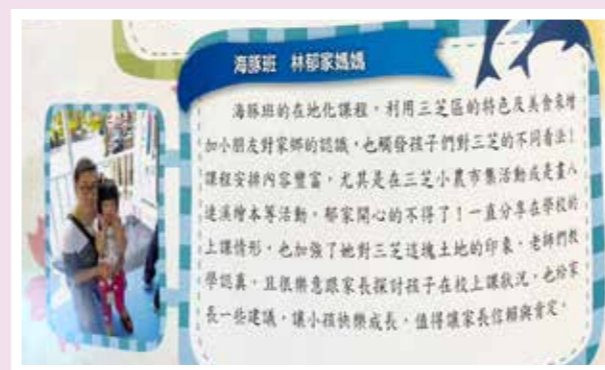 海豚班　林郁家媽媽
海豚班的在地化課程，利用三芝區的特色及美食來增
加小朋友對家鄉的認識，也觸發孩子們對三芝的不同看法！
課程安排內容豐富，尤其是在三芝小農市集活動或是畫八
連溪繪本等活動，郁家開心的不得了！一直分享在學校的
上課情形，也加強了她對三芝這塊土地的印象，老師們教
學認真，且很樂意跟家長探討孩子在校上課狀況，也給家
長一些建議，讓小孩快樂成長，值得讓家長信賴與肯定。